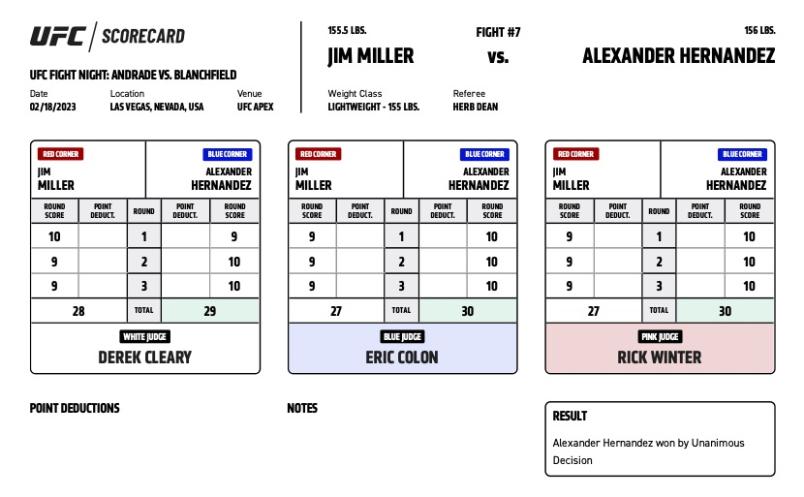 UFC / SCORECARD
UFC FIGHT NIGHT: ANDRADE VS. BLANCHFIELD
Date Location Venue
02/18/2023 LAS VEGAS, NEVADA, USA UFC APEX
155.5 LBS. FIGHT #7 156 LBS.
JIM MILLER VS. ALEXANDER HERNANDEZ
Weight Class Referee
LIGHTWEIGHT - 155 LBS. HERB DEAN
RED CORNER BLUE CORNER
JIM ALEXANDER
MILLER HERNANDEZ
ROUND POINT ROUND POINT ROUND
SCORE DEDUCT. DEDUCT. SCORE
10 1 9
9 2 10
9 3 10
28 TOTAL 29
WHITE JUDGE
DEREK CLEARY
RED CORNER BLUE CORNER
JIM ALEXANDER
MILLER HERNANDEZ
ROUND POINT ROUND POINT ROUND
SCORE DEDUCT. DEDUCT. SCORE
9 1 10
9 2 10
9 3 10
27 TOTAL 30
BLUE JUDGE
ERIC COLON
RED CORNER BLUE CORNER
JIM ALEXANDER
MILLER HERNANDEZ
ROUND POINT ROUND POINT ROUND
SCORE DEDUCT. DEDUCT. SCORE
9 1 10
9 2 10
9 3 10
27 TOTAL 30
PINK JUDGE
RICK WINTER
POINT DEDUCTIONS
NOTES
RESULT
Alexander Hernandez won by Unanimous
Decision